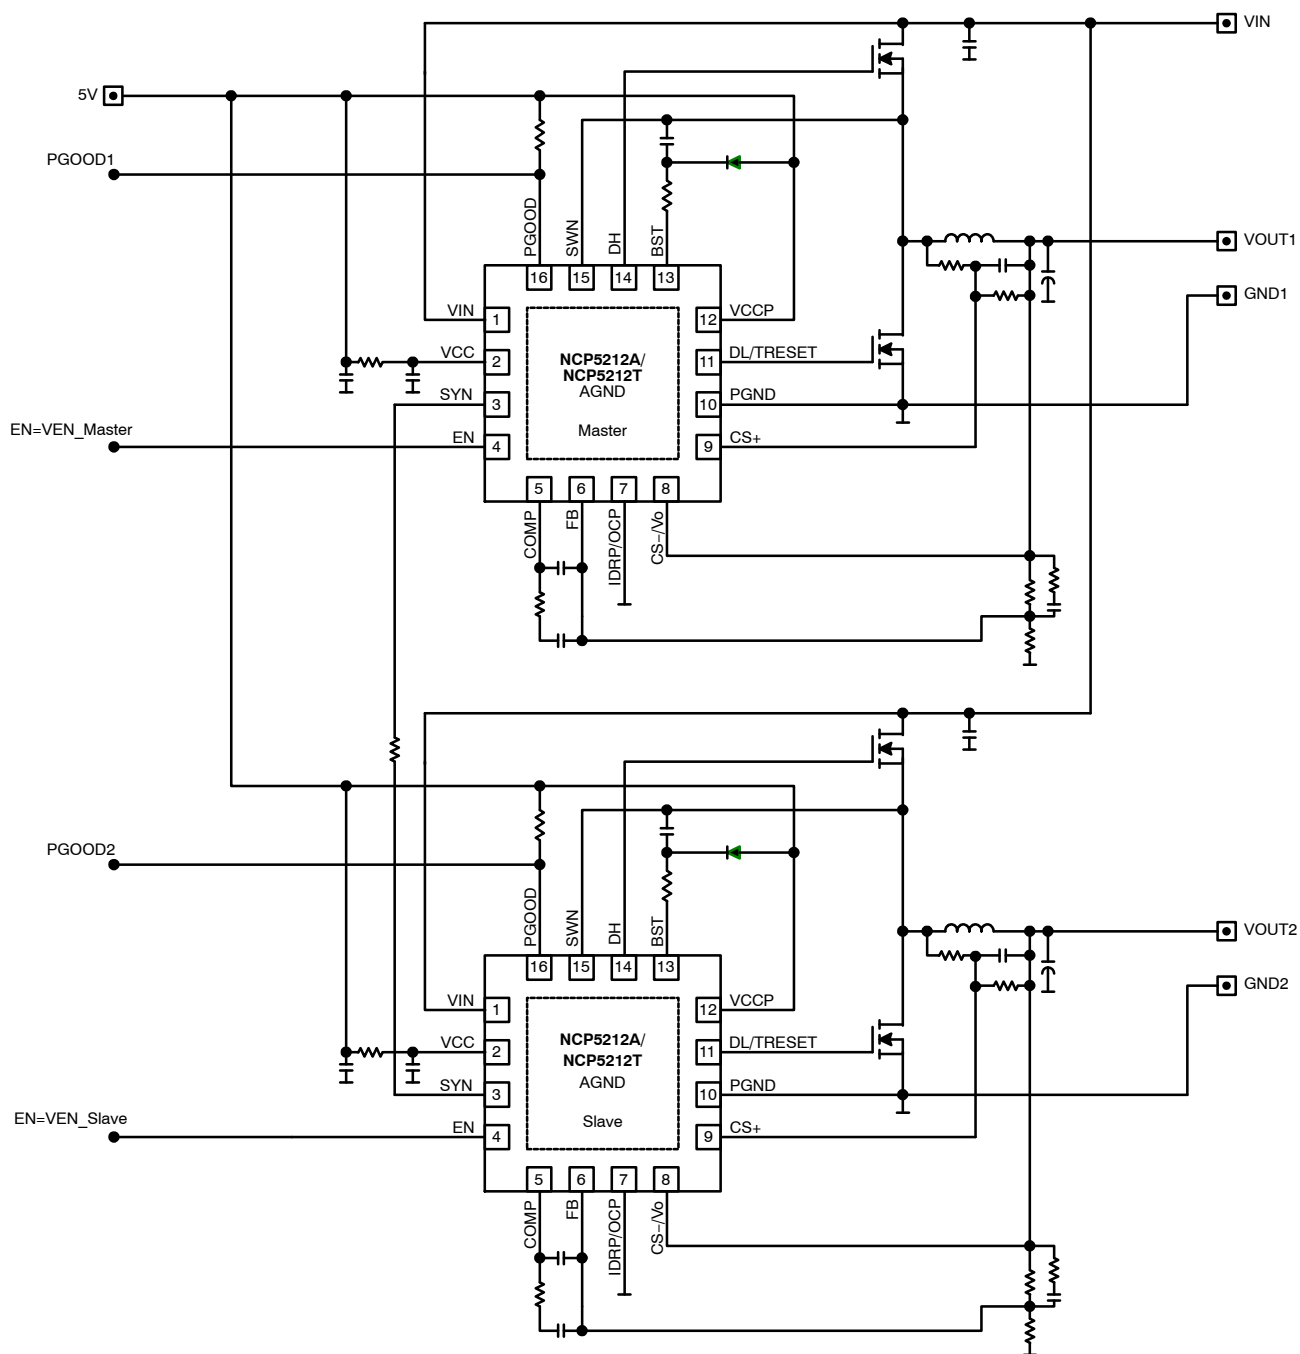 VIN
5V
PGOOD1
PGOOD
SWN
DH
BST
VOUT1
GND1
16
15
14
13
VIN
1
12
VCCP
VCC
2
NCP5212A/
NCP5212T
AGND
11
DL/TRESET
SYN
3
10
PGND
EN=VEN_Master
EN
4
Master
9
CS+
5
6
7
8
COMP
FB
IDRP/OCP
CS−/Vo
PGOOD2
PGOOD
SWN
DH
BST
VOUT2
GND2
16
15
14
13
VIN
1
12
VCCP
VCC
2
NCP5212A/
NCP5212T
AGND
11
DL/TRESET
SYN
3
10
PGND
EN=VEN_Slave
EN
4
Slave
9
CS+
5
6
7
8
COMP
FB
IDRP/OCP
CS−/Vo